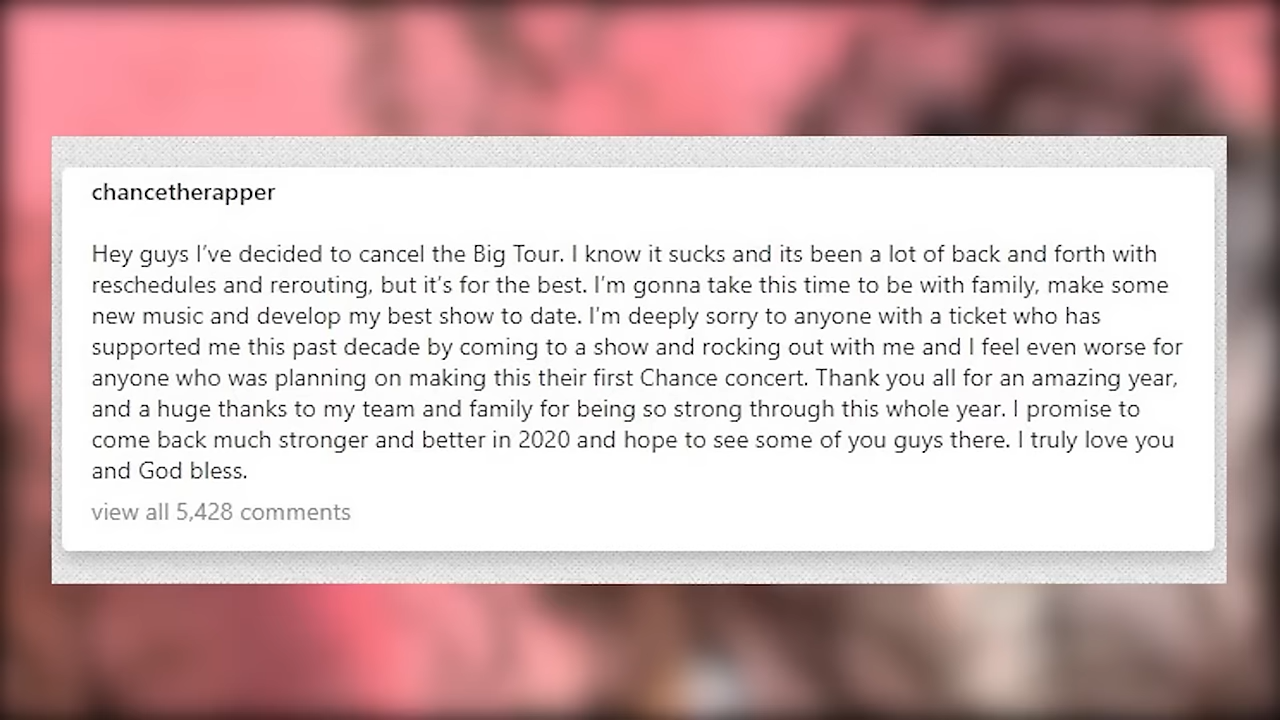 chancetherapper
Hey guys I’ve decided to cancel the Big Tour. I know it sucks and its been a lot of back and forth with
reschedules and rerouting, but it’s for the best. I’m gonna take this time to be with family, make some
new music and develop my best show to date. I’m deeply sorry to anyone with a ticket who has
supported me this past decade by coming to a show and rocking out with me and I feel even worse for
anyone who was planning on making this their first Chance concert. Thank you all for an amazing year,
and a huge thanks to my team and family for being so strong through this whole year. I promise to
come back much stronger and better in 2020 and hope to see some of you guys there. I truly love you
and God bless.
view all 5,428 comments